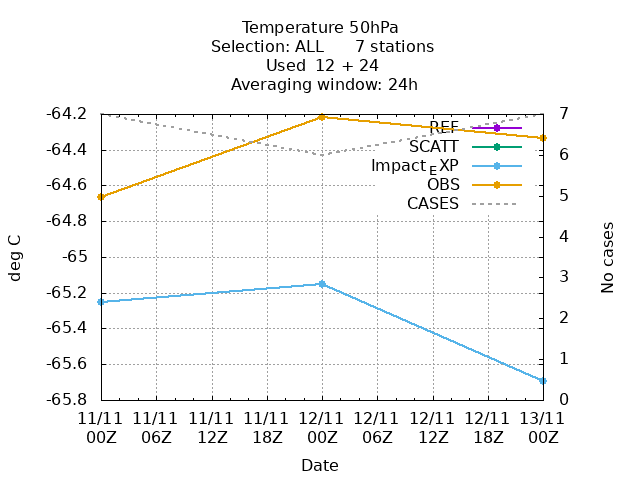 Temperature 50hPa
Selection: ALL 7 stations
Used 12 + 24
Averaging window: 24h
-64.2
-64.4
-64.6
-64.8
-65
-65.2
-65.4
-65.6
-65.8
deg C
REF
SCATT
Impact_EXP
OBS
CASES
7
6
5
4
3
2
1
0
No cases
11/11 11/11 11/11 11/11 12/11 12/11 12/11 12/11 13/11
00Z 06Z 12Z 18Z 00Z 06Z 12Z 18Z 00Z
Date